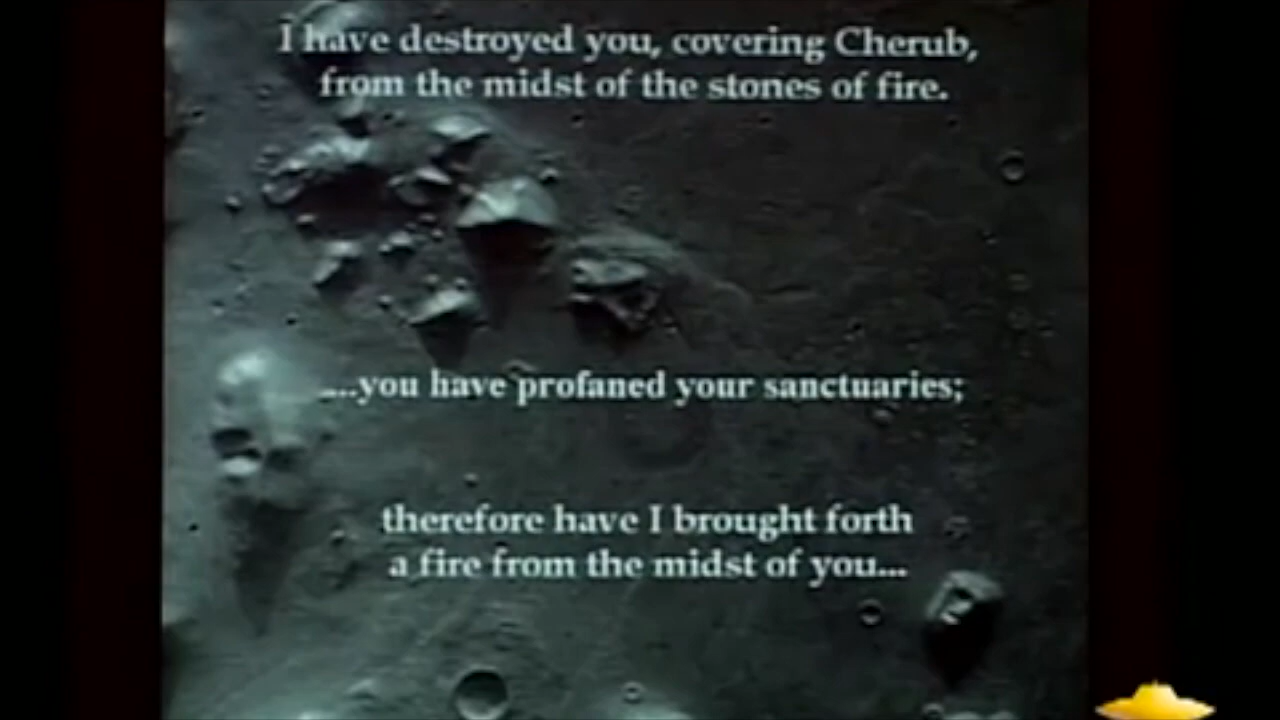 I have destroyed you, covering Cherub,
from the midst of the stones of fire.
....you have profaned your sanctuaries;
therefore have I brought forth
a fire from the midst of you...